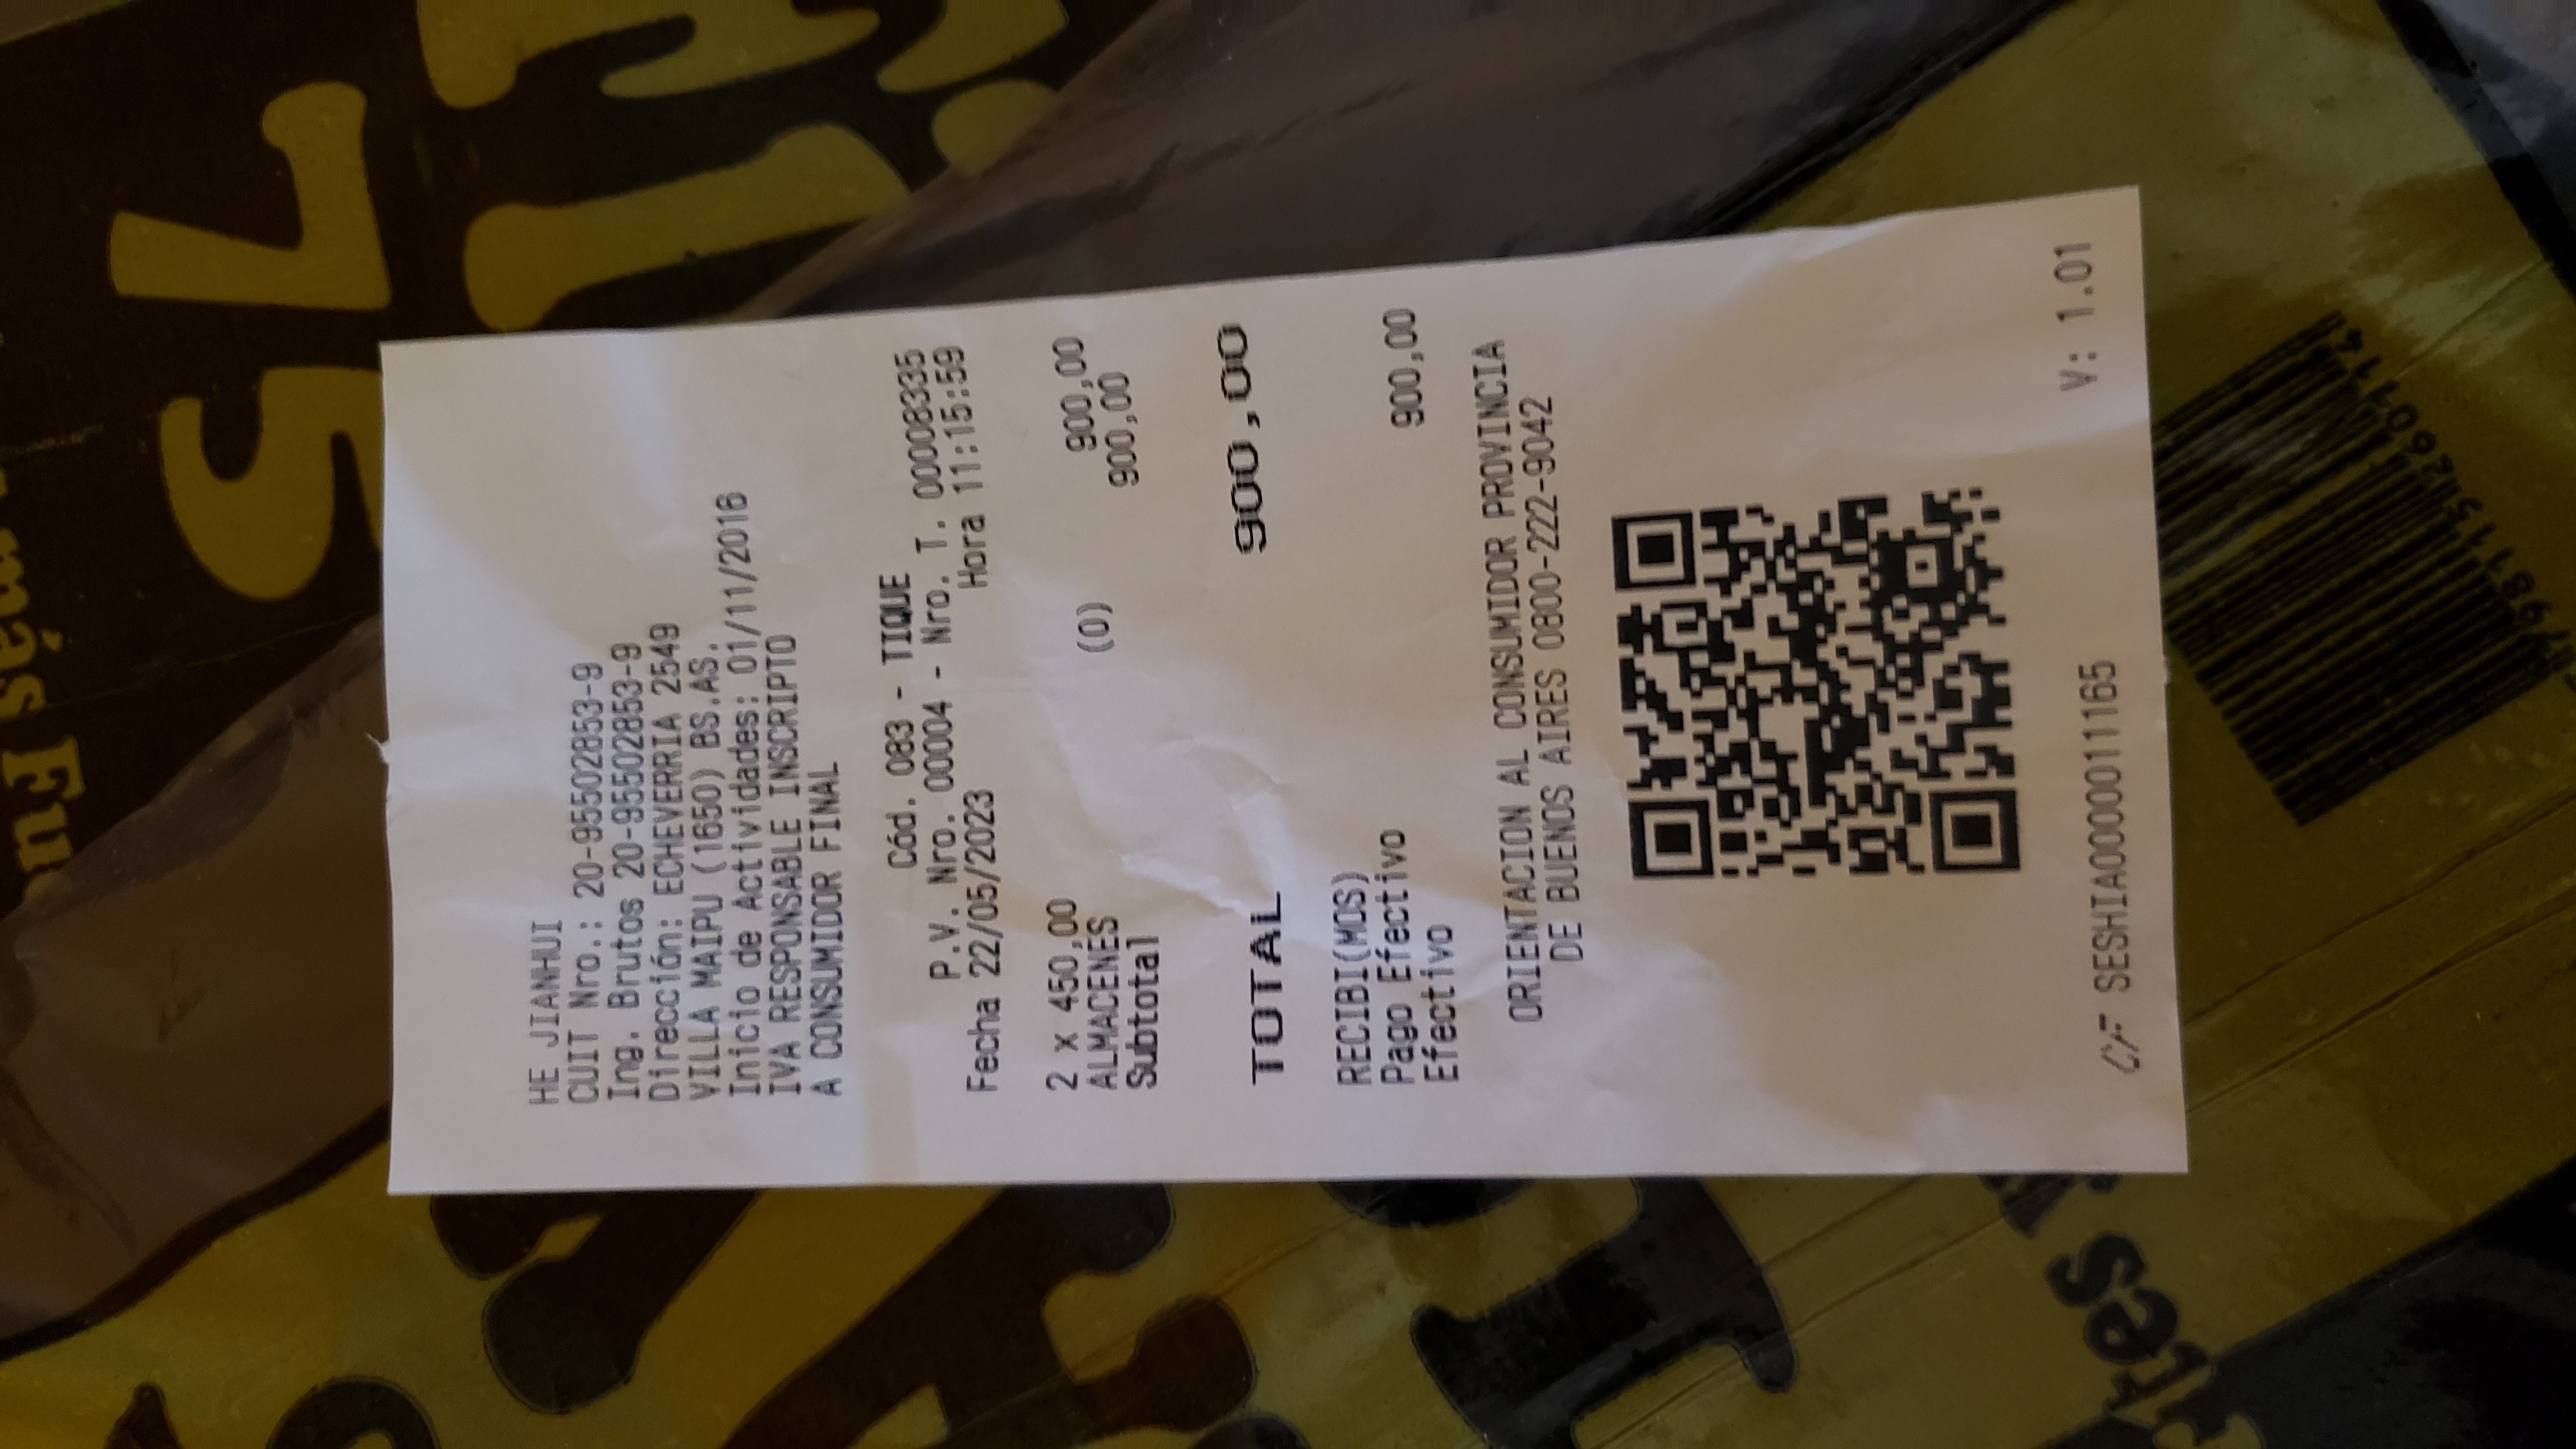 HE JIANHUI
CUIT Nro.: 20-95502853-9
Ing. Brutos 20-95502853-9
Dirección: ECHEVERRIA 2549
VILLA MAIPU (1650) BS.AS.
Inicio de Actividades: 01/11/2016
IVA RESPONSABLE INSCRIPTO
A CONSUMIDOR FINAL
Cód. 083 - TIQUE
P.V. Nro. 00004 - Nro. T. 00008335
Fecha 22/05/2023 Hora 11:15:59
2 x 450,00
ALMACENES (0) 900,00
Subtotal 900,00
TOTAL 900,00
RECIBI(MOS)
Pago Efectivo
Efectivo 900,00
ORIENTACION AL CONSUMIDOR PROVINCIA
DE BUENOS AIRES 0800-222-9042
CF SESHIA0000011165 V: 1.01
798115260114